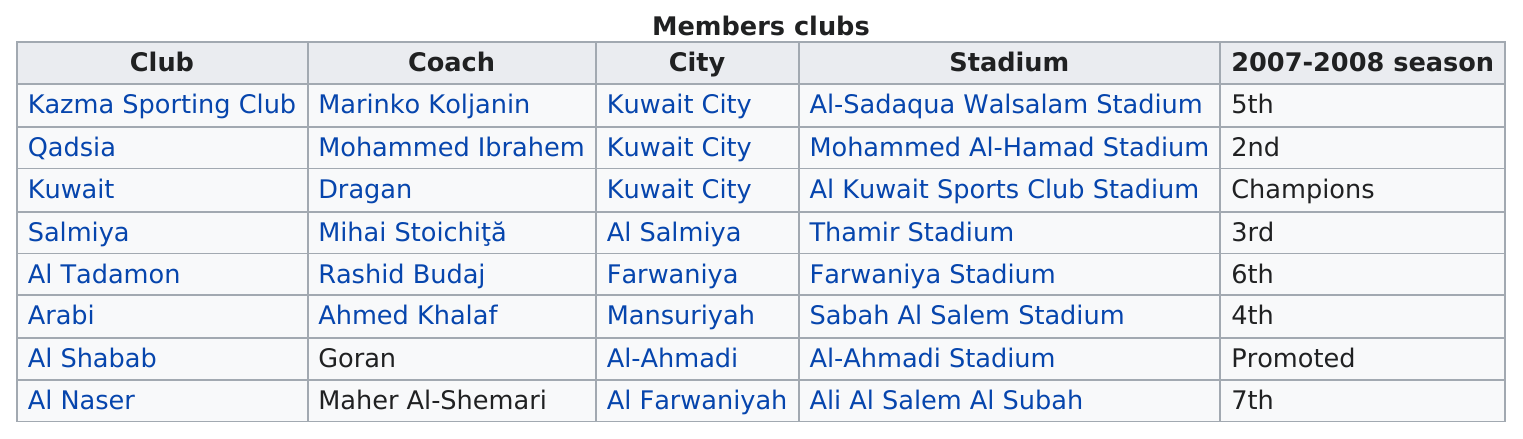 Members clubs
Club Coach City Stadium 2007-2008 season
Kazma Sporting Club Marinko Koljanin Kuwait City Al-Sadaqua Walsalam Stadium 5th
Qadsia Mohammed Ibrahem Kuwait City Mohammed Al-Hamad Stadium 2nd
Kuwait Dragan Kuwait City Al Kuwait Sports Club Stadium Champions
Salmiya Mihai Stoichiţă Al Salmiya Thamir Stadium 3rd
Al Tadamon Rashid Budaj Farwaniya Farwaniya Stadium 6th
Arabi Ahmed Khalaf Mansuriyah Sabah Al Salem Stadium 4th
Al Shabab Goran Al-Ahmadi Al-Ahmadi Stadium Promoted
Al Naser Maher Al-Shemari Al Farwaniyah Ali Al Salem Al Subah 7th